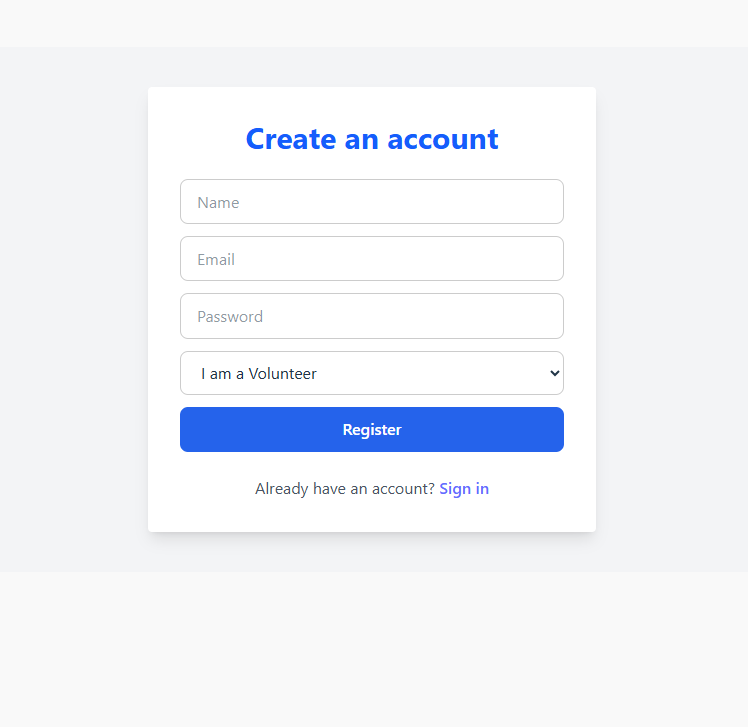 Create an account
Name
Email
Password
I am a Volunteer
Register
Already have an account? Sign in